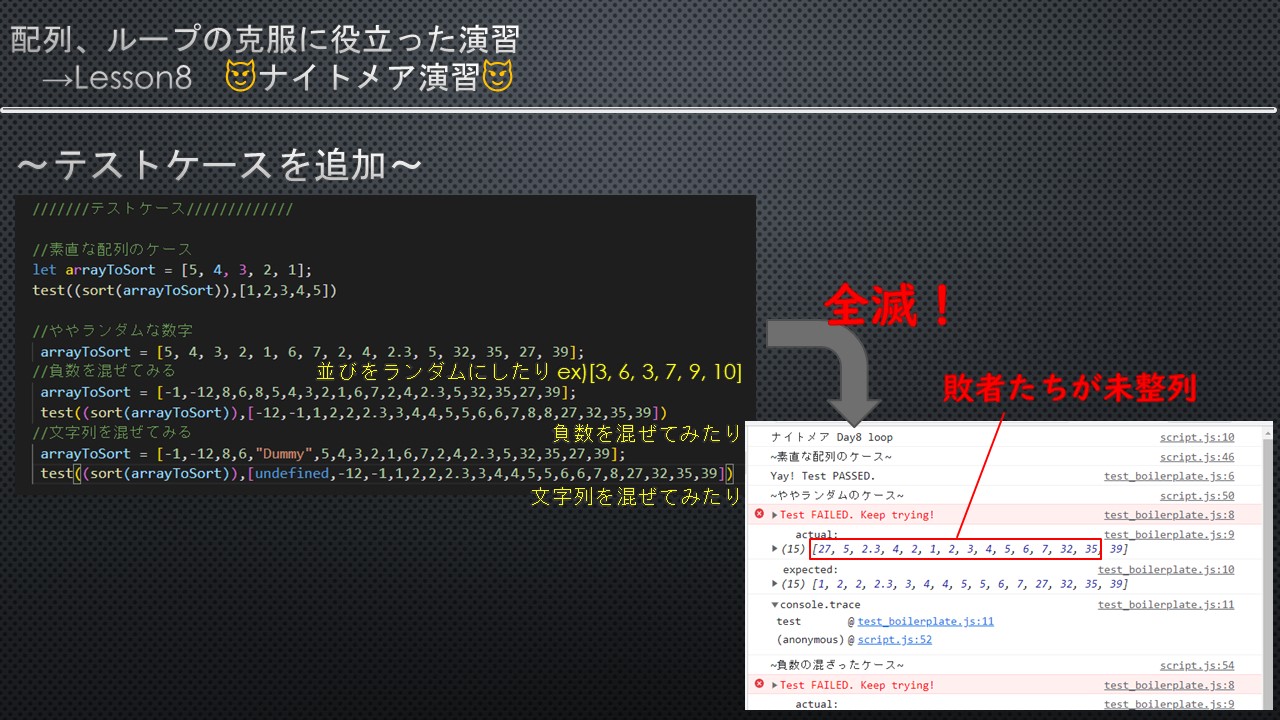 配列、ループの克服に役立った演習
→Lesson8 😈ナイトメア演習😈
～テストケースを追加～
///////テストケース/////////////
//素直な配列のケース
let arrayToSort = [5, 4, 3, 2, 1];
test((sort(arrayToSort)),[1,2,3,4,5])
//ややランダムな数字
arrayToSort = [5, 4, 3, 2, 1, 6, 7, 2, 4, 2.3, 5, 32, 35, 27, 39];
//負数を混ぜてみる
並びをランダムにしたり ex)[3, 6, 3, 7, 9, 10]
arrayToSort = [-1,-12,8,6,8,5,4,3,2,1,6,7,2,4,2.3,5,32,35,27,39];
test((sort(arrayToSort)),[-12,-1,1,2,2,2.3,3,4,4,5,5,6,6,7,8,8,27,32,35,39])
//文字列を混ぜてみる
負数を混ぜてみたり
arrayToSort = [-1,-12,8,6,"Dummy",5,4,3,2,1,6,7,2,4,2.3,5,32,35,27,39];
test((sort(arrayToSort)),[undefined,-12,-1,1,2,2,2.3,3,4,4,5,5,6,6,7,8,27,32,35,39])
文字列を混ぜてみたり
全滅！
敗者たちが未整列
ナイトメア Day8 loop script.js:10
~素直な配列のケース~ script.js:46
Yay! Test PASSED. test_boilerplate.js:6
~ややランダムのケース~ script.js:50
Test FAILED. Keep trying! test_boilerplate.js:8
actual: test_boilerplate.js:9
(15) [27, 5, 2.3, 4, 2, 1, 2, 3, 4, 5, 6, 7, 32, 35, 39]
expected: test_boilerplate.js:10
(15) [1, 2, 2, 2.3, 3, 4, 4, 5, 5, 6, 7, 27, 32, 35, 39]
console.trace test_boilerplate.js:11
test @ test_boilerplate.js:11
(anonymous) @ script.js:52
~負数の混ざったケース~ script.js:54
Test FAILED. Keep trying! test_boilerplate.js:8
actual: test_boilerplate.js:9